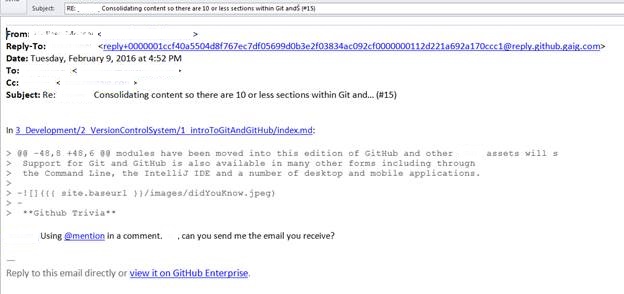 Subject: RE: Consolidating content so there are 10 or less sections within Git andS (#15)
From: < >
Reply-To: <reply+0000001ccf40a5504d8f767ec7df05699d0b3e2f03834ac092cf0000000112d221a692a170ccc1@reply.github.gaig.com>
Date: Tuesday, February 9, 2016 at 4:52 PM
To: <
Cc: <
Subject: Re: Consolidating content so there are 10 or less sections within Git and... (#15)
In 3_Development/2_VersionControlSystem/1_introToGitAndGitHub/index.md:
> @@ -48,8 +48,6 @@ modules have been moved into this edition of GitHub and other assets will s
> Support for Git and GitHub is also available in many other forms including throug
> the Command Line, the IntelliJ IDE and a number of desktop and mobile applications.
>
> -![]({{ site.baseurl }}/images/didYouKnow.jpeg)
> -
> **Github Trivia**
Using @mention in a comment. , can you send me the email you receive?
—
Reply to this email directly or view it on GitHub Enterprise.